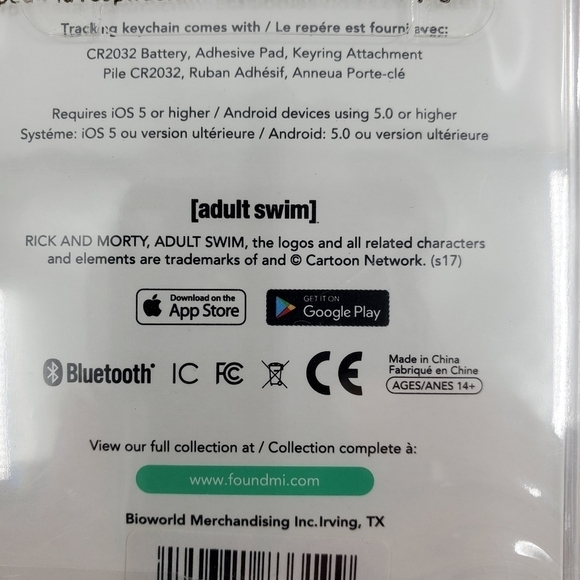 Tracking keychain comes with / Le repére est fourni avec:
CR2032 Battery, Adhesive Pad, Keyring Attachment
Pile CR2032, Ruban Adhésif, Anneua Porte-clé
Requires iOS 5 or higher / Android devices using 5.0 or higher
Systéme: iOS 5 ou version ultérieure / Android: 5.0 ou version ultérieure
[adult swim]
RICK AND MORTY, ADULT SWIM, the logos and all related characters
and elements are trademarks of and © Cartoon Network. (s17)
Download on the
App Store
GET IT ON
Google Play
Bluetooth®
IC FC CE
Made in China
Fabriqué en Chine
AGES/ANES 14+
View our full collection at / Collection complete à:
www.foundmi.com
Bioworld Merchandising Inc.Irving, TX